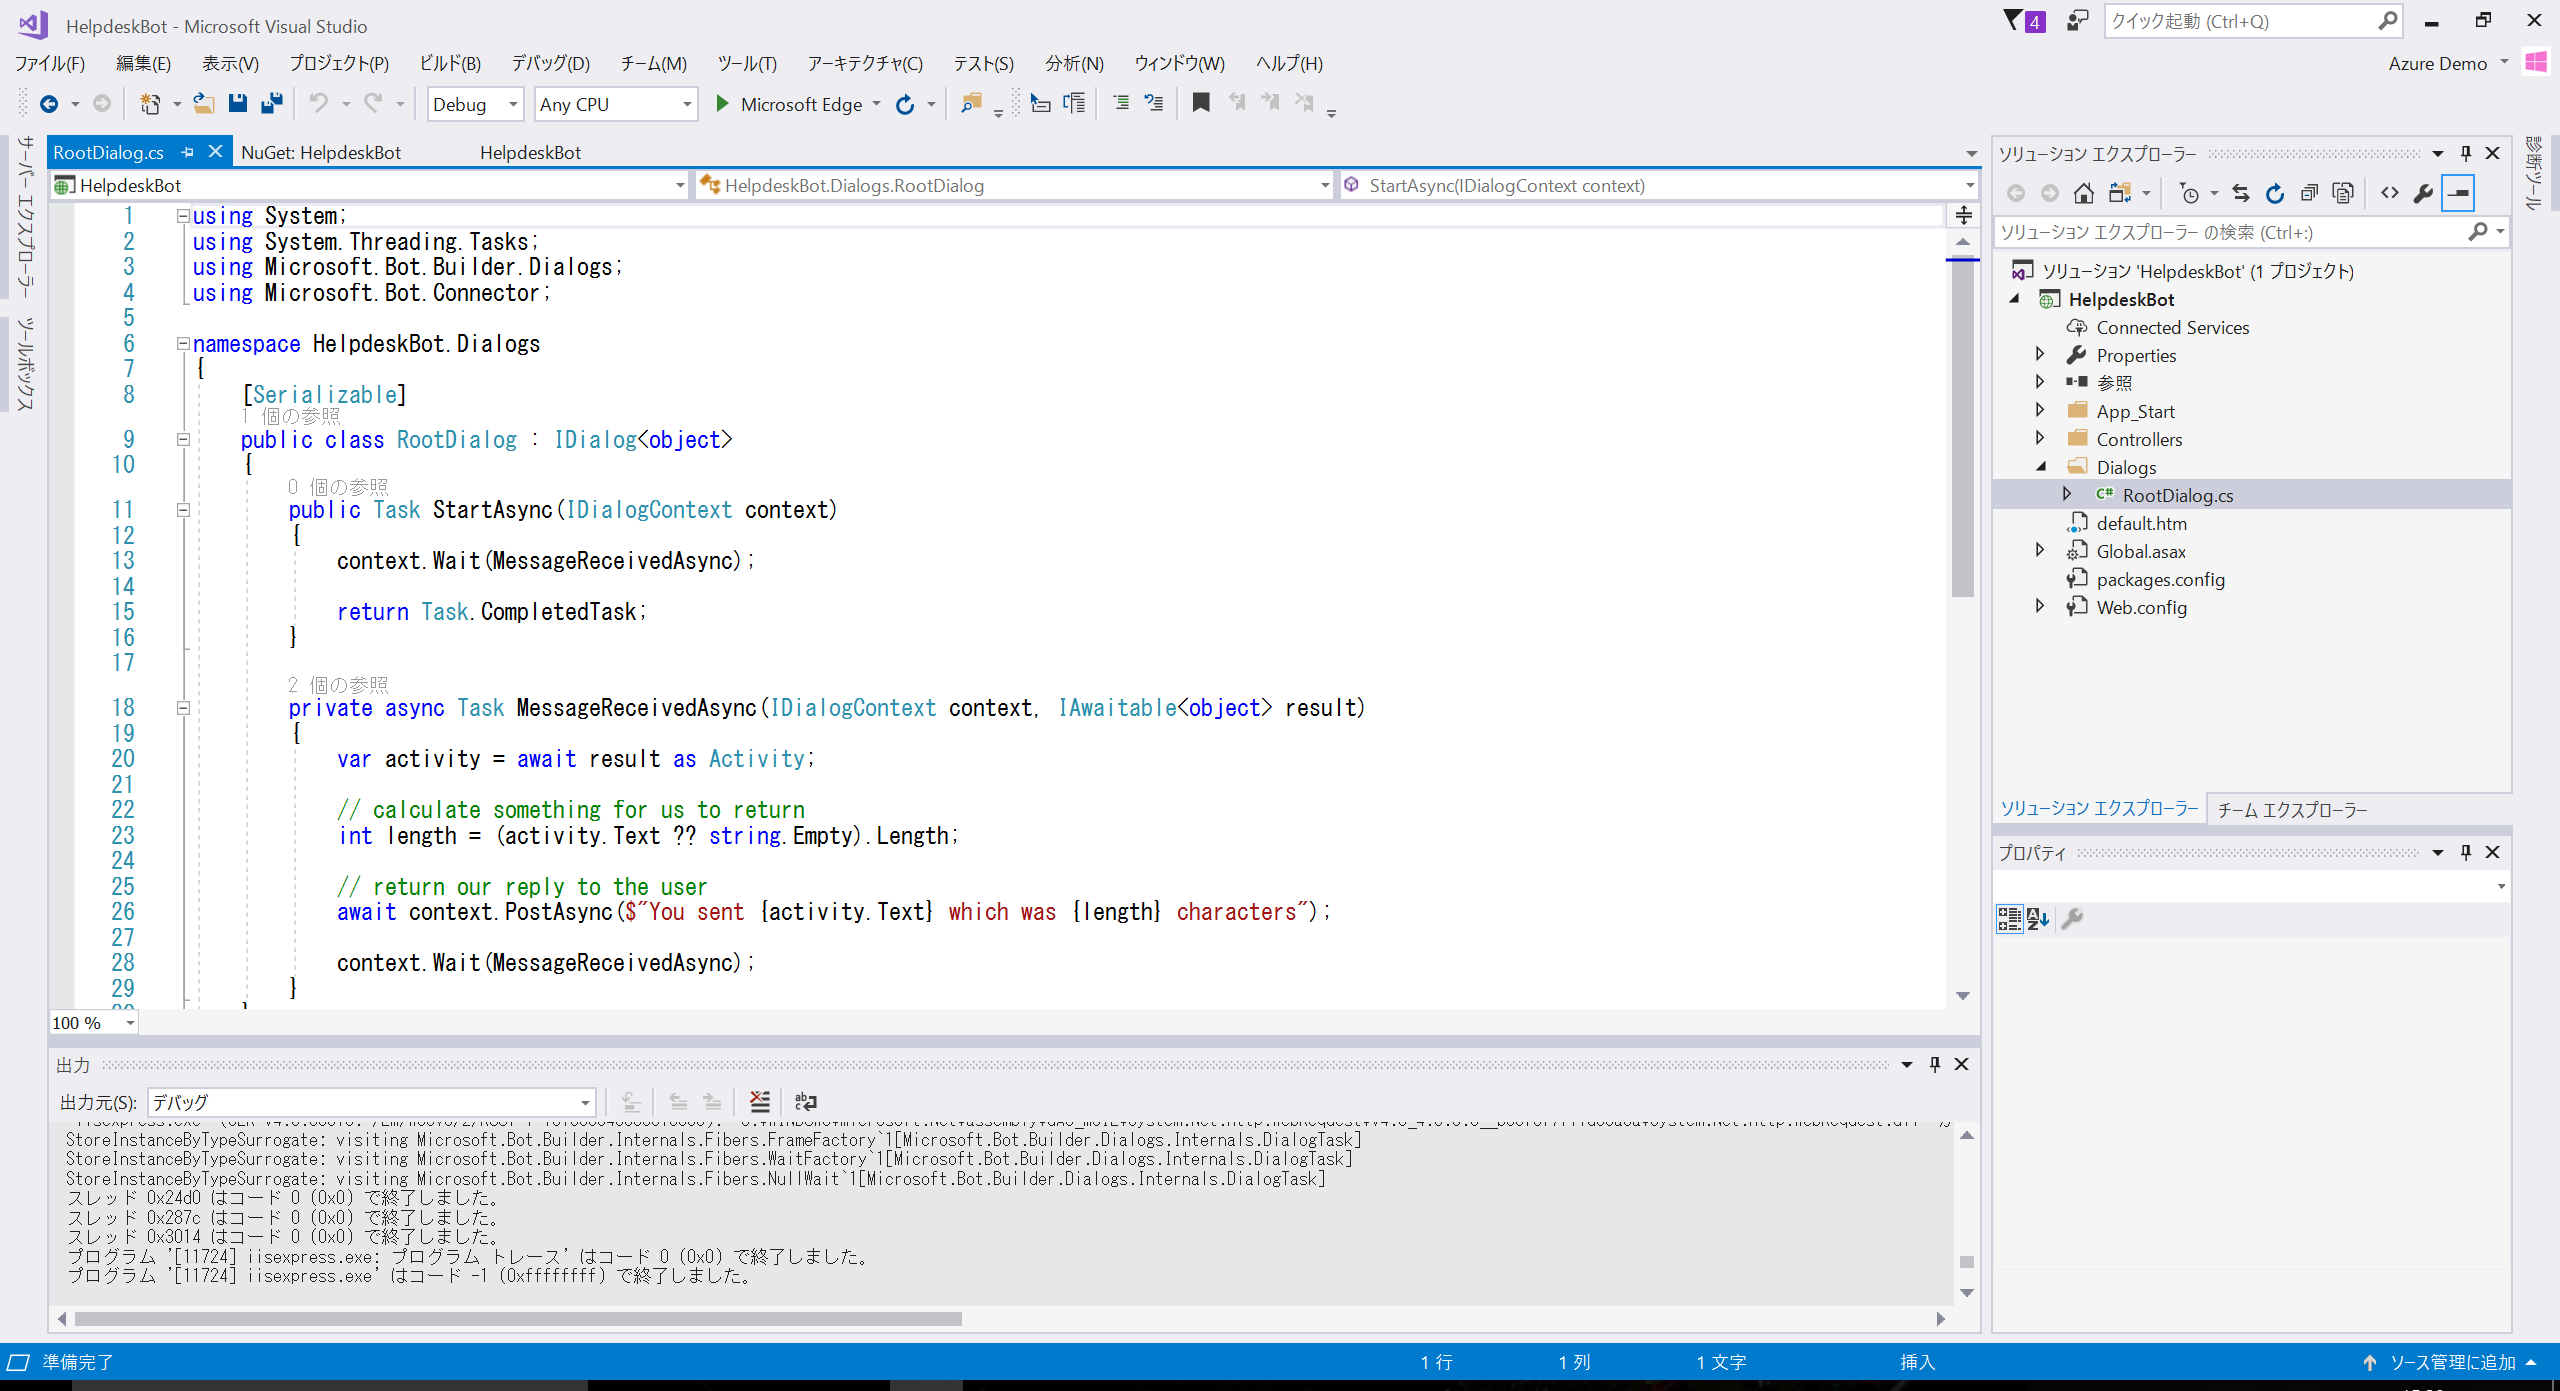 HelpdeskBot - Microsoft Visual Studio
4
クイック起動 (Ctrl+Q)
ファイル(F) 編集(E) 表示(V) プロジェクト(P) ビルド(B) デバッグ(D) チーム(M) ツール(T) アーキテクチャ(C) テスト(S) 分析(N) ウィンドウ(W) ヘルプ(H)
Azure Demo
Debug Any CPU Microsoft Edge
サーバー エクスプローラー
ツールボックス
RootDialog.cs NuGet: HelpdeskBot HelpdeskBot
HelpdeskBot HelpdeskBot.Dialogs.RootDialog StartAsync(IDialogContext context)
1 using System;
2 using System.Threading.Tasks;
3 using Microsoft.Bot.Builder.Dialogs;
4 using Microsoft.Bot.Connector;
5
6 namespace HelpdeskBot.Dialogs
7 {
8 [Serializable]
1 個の参照
9 public class RootDialog : IDialog<object>
10 {
0 個の参照
11 public Task StartAsync(IDialogContext context)
12 {
13 context.Wait(MessageReceivedAsync);
14
15 return Task.CompletedTask;
16 }
17
2 個の参照
18 private async Task MessageReceivedAsync(IDialogContext context, IAwaitable<object> result)
19 {
20 var activity = await result as Activity;
21
22 // calculate something for us to return
23 int length = (activity.Text ?? string.Empty).Length;
24
25 // return our reply to the user
26 await context.PostAsync($"You sent {activity.Text} which was {length} characters");
27
28 context.Wait(MessageReceivedAsync);
29 }
100 %
出力
出力元(S): デバッグ
StoreInstanceByTypeSurrogate: visiting Microsoft.Bot.Builder.Internals.Fibers.FrameFactory`1[Microsoft.Bot.Builder.Dialogs.Internals.DialogTask]
StoreInstanceByTypeSurrogate: visiting Microsoft.Bot.Builder.Internals.Fibers.WaitFactory`1[Microsoft.Bot.Builder.Dialogs.Internals.DialogTask]
StoreInstanceByTypeSurrogate: visiting Microsoft.Bot.Builder.Internals.Fibers.NullWait`1[Microsoft.Bot.Builder.Dialogs.Internals.DialogTask]
スレッド 0x24d0 はコード 0 (0x0) で終了しました。
スレッド 0x287c はコード 0 (0x0) で終了しました。
スレッド 0x3014 はコード 0 (0x0) で終了しました。
プログラム '[11724] iisexpress.exe: プログラム トレース' はコード 0 (0x0) で終了しました。
プログラム '[11724] iisexpress.exe' はコード -1 (0xffffffff) で終了しました。
ソリューション エクスプローラー
ソリューション エクスプローラー の検索 (Ctrl+:)
ソリューション 'HelpdeskBot' (1 プロジェクト)
HelpdeskBot
Connected Services
Properties
参照
App_Start
Controllers
Dialogs
C# RootDialog.cs
default.htm
Global.asax
packages.config
Web.config
ソリューション エクスプローラー チーム エクスプローラー
プロパティ
診断ツール
準備完了 1 行 1 列 1 文字 挿入 ソース管理に追加